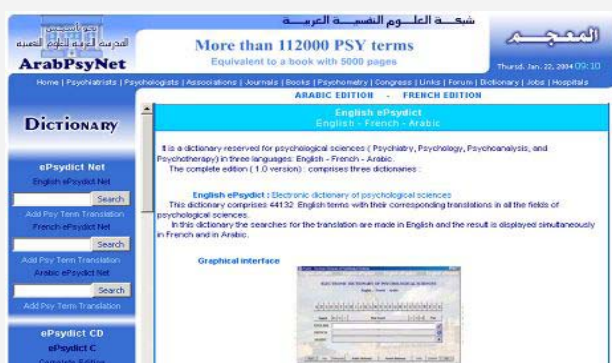 شبكة العلوم النفسية العربية
المعجم
More than 112000 PSY terms
Equivalent to a book with 5000 pages
ArabPsyNet
Thursd. Jan. 22, 2004 09:10
Home | Psychiatrists | Psychologists | Associations | Journals | Books | Psychometry | Congress | Links | Forum | Dictionary | Jobs | Hospitals
ARABIC EDITION - FRENCH EDITION
DICTIONARY
English ePsydict
English - French - Arabic
It is a dictionary reserved for psychological sciences ( Psychiatry, Psychology, Psychoanalysis, and
Psychotherapy) in three languages: English - French - Arabic.
The complete edition ( 1.0 version) : comprises three dictionaries :
English ePsydict : Electronic dictionary of psychological sciences
This dictionary comprises 44132 English terms with their corresponding translations in all the fields of
psychological sciences.
In this dictionary the searches for the translation are made in English and the result is displayed simultaneously
in French and in Arabic.
Graphical interface
ePsydict Net
English ePsydict Net
Search
Add Psy Term Translation
French ePsydict Net
Search
Add Psy Term Translation
Arabic ePsydict Net
Search
Add Psy Term Translation
ePsydict CD
ePsydict C
Complete Edition